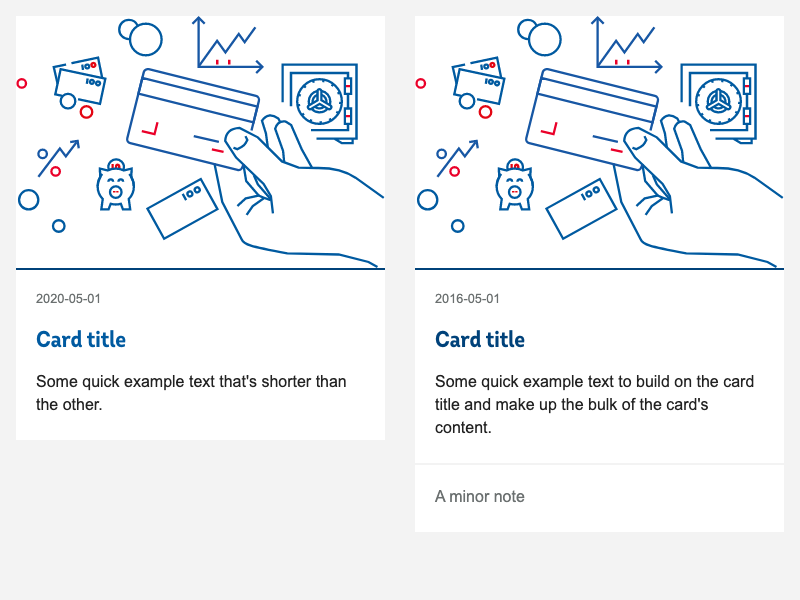 100
100
10
100
2020-05-01
Card title
Some quick example text that's shorter than
the other.
100
100
10
100
2016-05-01
Card title
Some quick example text to build on the card
title and make up the bulk of the card's
content.
A minor note